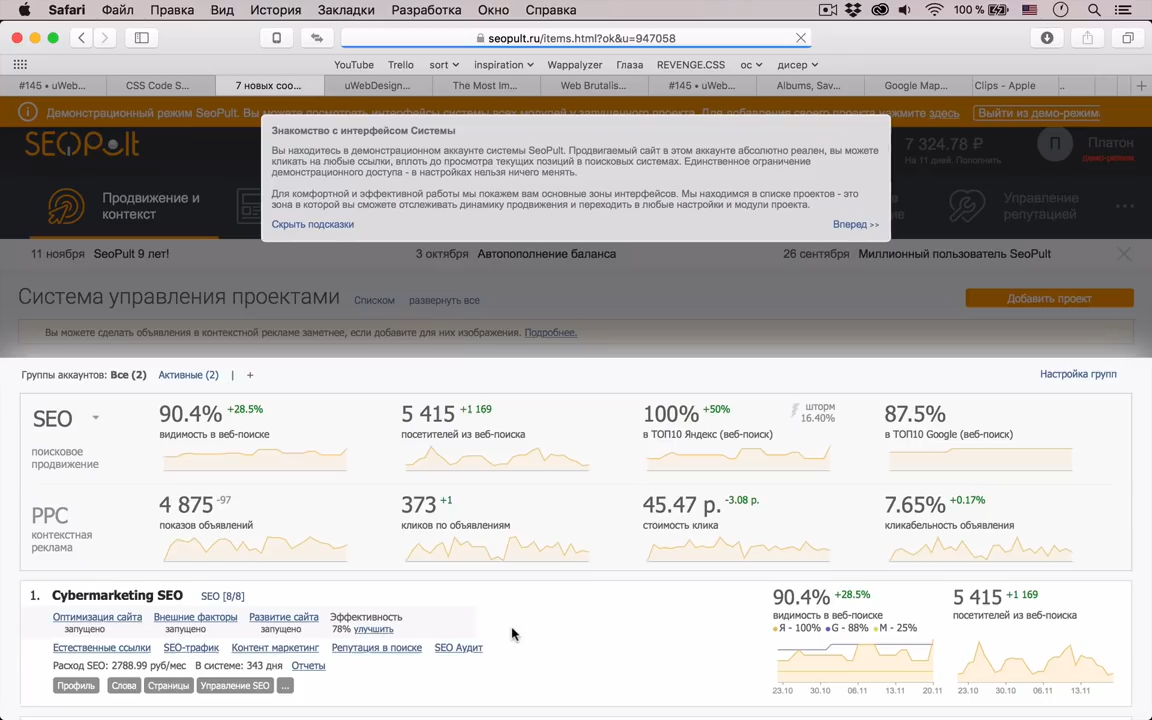 Safari Файл Правка Вид История Закладки Разработка Окно Справка 100 %
seopult.ru/items.html?ok&u=947058
YouTube Trello sort inspiration Wappalyzer Глаза REVENGE.CSS ос дисер
#145 • uWeb... CSS Code S... 7 новых соо... uWebDesign... The Most Im... Web Brutalis... #145 • uWeb... Albums, Sav... Google Map... Clips - Apple
Демонстрационный режим SeoPult. Вы можете посмотреть интерфейсы всех модулей у запущенного проекта. Для добавления своего проекта нажмите здесь Выйти из демо-режима
SEOPULT
Знакомство с интерфейсом Системы
Вы находитесь в демонстрационном аккаунте системы SeoPult. Продвигаемый сайт в этом аккаунте абсолютно реален, вы можете
кликать на любые ссылки, вплоть до просмотра текущих позиций в поисковых системах. Единственное ограничение
демонстрационного доступа - в настройках нельзя ничего менять.
Для комфортной и эффективной работы мы покажем вам основные зоны интерфейсов. Мы находимся в списке проектов - это
зона в которой вы сможете отслеживать динамику продвижения и переходить в любые настройки и модули проекта.
Скрыть подсказки Вперед >>
7 324.78 ₽
На 11 дней. Пополнить
П
Платон
Демо-режим
Продвижение и
контекст
Управление
репутацией
11 ноября SeoPult 9 лет! 3 октября Автопополнение баланса 26 сентября Миллионный пользователь SeoPult
Система управления проектами Списком развернуть все Добавить проект
Вы можете сделать объявления в контекстной рекламе заметнее, если добавите для них изображения. Подробнее.
Группы аккаунтов: Все (2) Активные (2) | + Настройка групп
SEO
поисковое
продвижение
90.4% +28.5%
видимость в веб-поиске
5 415 +1 169
посетителей из веб-поиска
100% +50%
в ТОП10 Яндекс (веб-поиск)
шторм
16.40%
87.5%
в ТОП10 Google (веб-поиск)
PPC
контекстная
реклама
4 875 -97
показов объявлений
373 +1
кликов по объявлениям
45.47 р. -3.08 р.
стоимость клика
7.65% +0.17%
кликабельность объявления
1. Cybermarketing SEO SEO [8/8]
Оптимизация сайта Внешние факторы Развитие сайта Эффективность
запущено запущено запущено 78% улучшить
Естественные ссылки SEO-трафик Контент маркетинг Репутация в поиске SEO Аудит
Расход SEO: 2788.99 руб/мес В системе: 343 дня Отчеты
Профиль Слова Страницы Управление SEO ...
90.4% +28.5%
видимость в веб-поиске
Я - 100% G - 88% M - 25%
23.10 30.10 06.11 13.11 20.11
5 415 +1 169
посетителей из веб-поиска
23.10 30.10 06.11 13.11